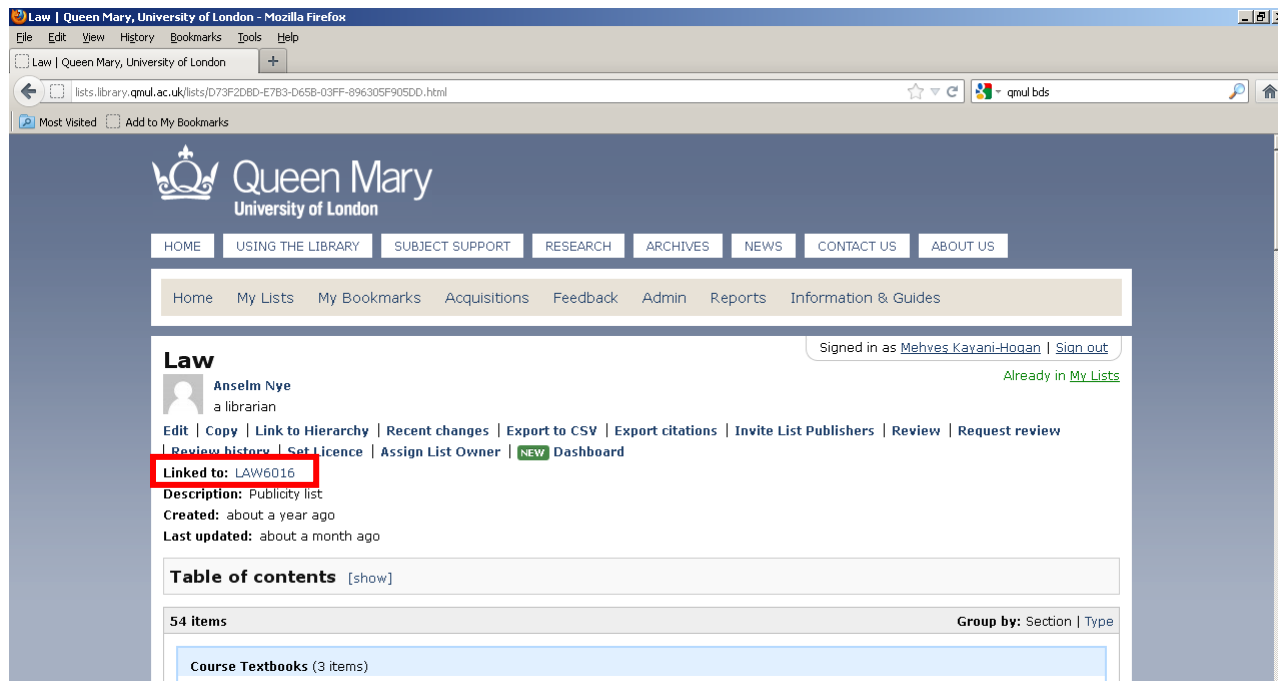 Law | Queen Mary, University of London - Mozilla Firefox
File Edit View History Bookmarks Tools Help
Law | Queen Mary, University of London +
lists.library.qmul.ac.uk/lists/D73F2DBD-E7B3-D65B-03FF-896305F905DD.html qmul bds
Most Visited Add to My Bookmarks
Queen Mary
University of London
HOME USING THE LIBRARY SUBJECT SUPPORT RESEARCH ARCHIVES NEWS CONTACT US ABOUT US
Home My Lists My Bookmarks Acquisitions Feedback Admin Reports Information & Guides
Signed in as Mehves Kayani-Hogan | Sign out
Law
Already in My Lists
Anselm Nye
a librarian
Edit | Copy | Link to Hierarchy | Recent changes | Export to CSV | Export citations | Invite List Publishers | Review | Request review
| Review history | Set Licence | Assign List Owner | NEW Dashboard
Linked to: LAW6016
Description: Publicity list
Created: about a year ago
Last updated: about a month ago
Table of contents [show]
54 items Group by: Section | Type
Course Textbooks (3 items)